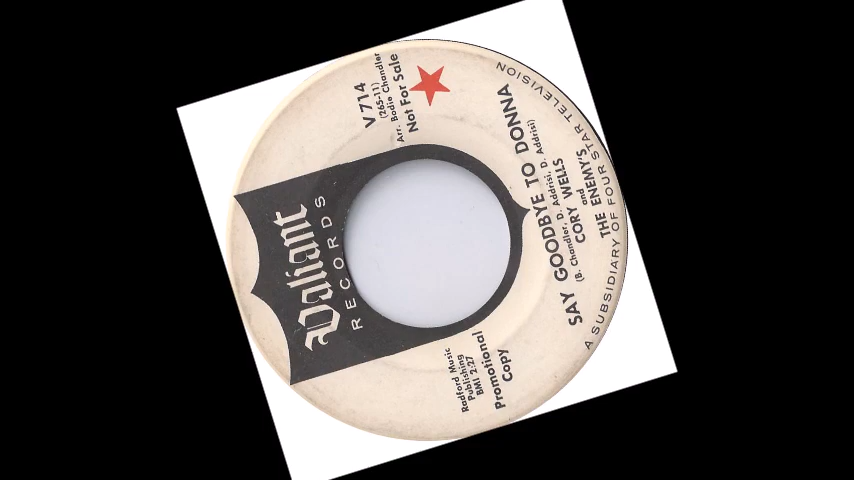 Valiant
RECORDS
Radford Music
Publishing
BMI 2:27
Promotional
Copy
V 714
(265-11)
Arr. Bodie Chandler
Not For Sale
SAY GOODBYE TO DONNA
(B. Chandler, D. Addrisi, D. Addrisi)
CORY WELLS
and
THE ENEMY'S
A SUBSIDIARY OF FOUR STAR TELEVISION